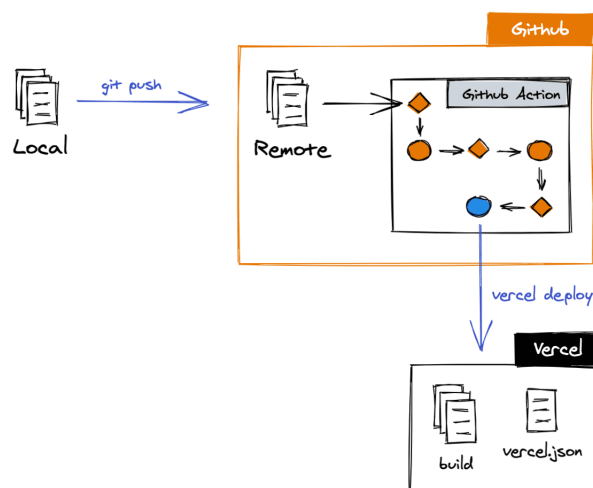 Github
git push
Github Action
Local
Remote
vercel deploy
Vercel
build
vercel.json